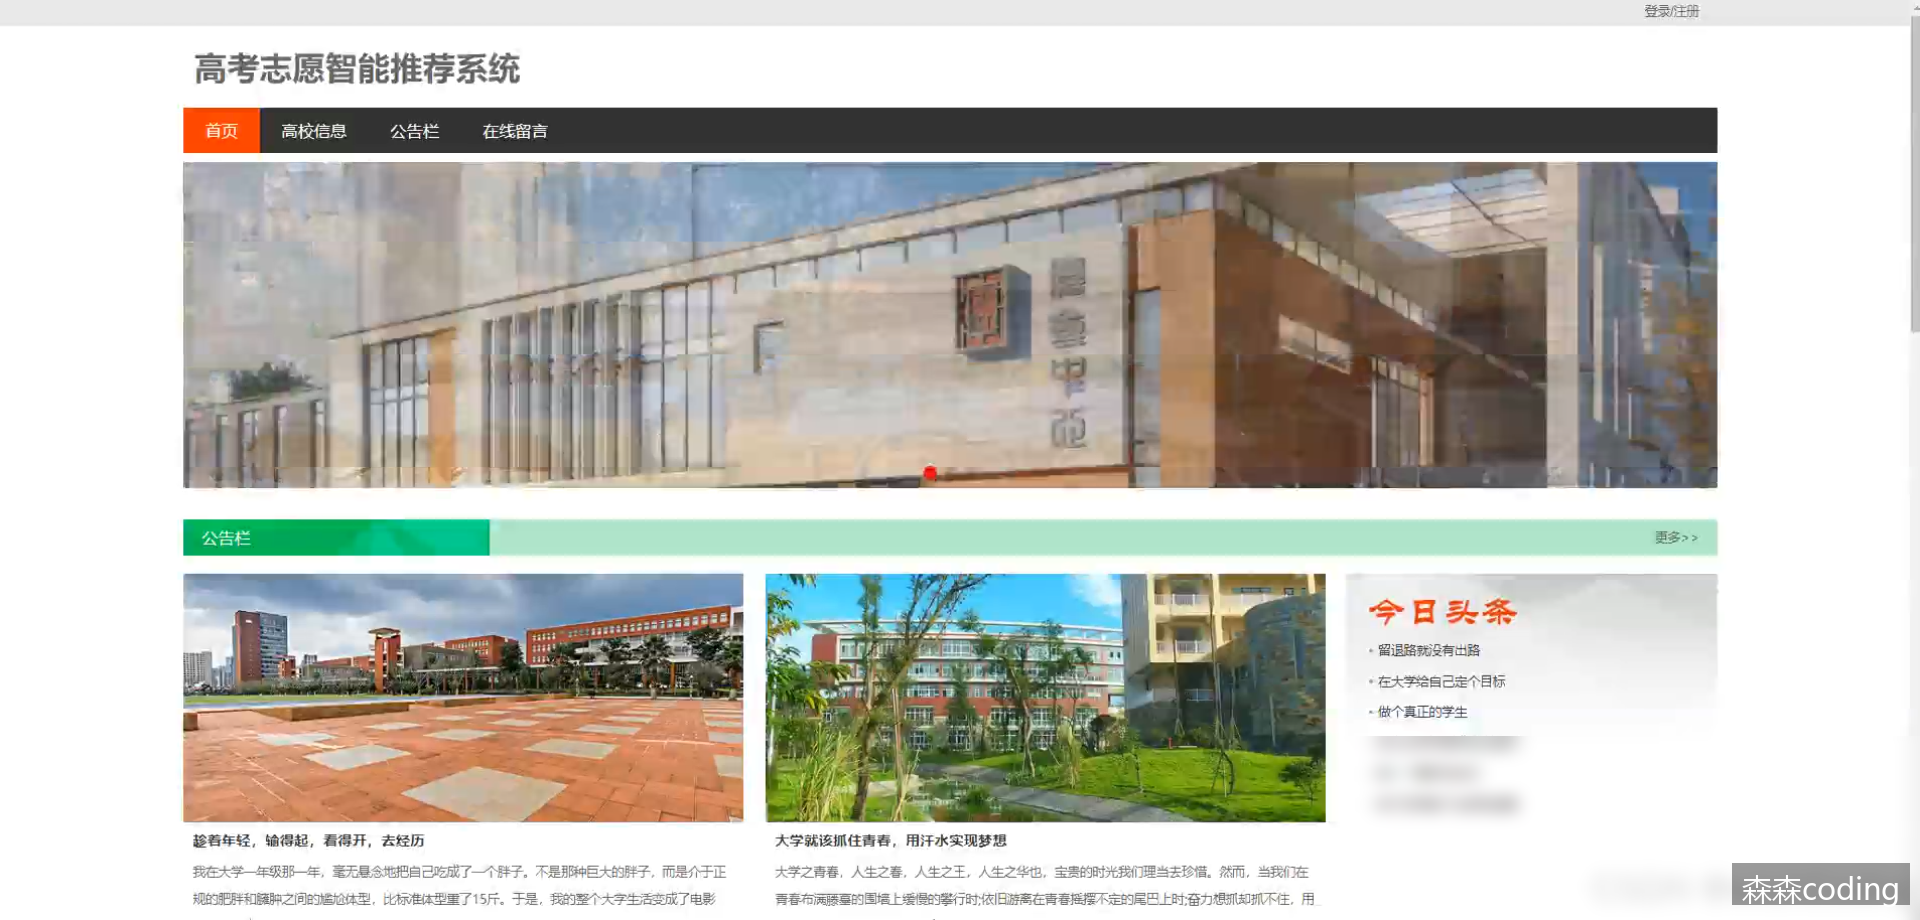 登录/注册
高考志愿智能推荐系统
首页 高校信息 公告栏 在线留言
公告栏
更多>>
今日头条
留退路就没有出路
在大学给自己定个目标
做个真正的学生
趁着年轻，输得起，看得开，去经历
我在大学一年级那一年，毫无悬念地把自己吃成了一个胖子。不是那种巨大的胖子，而是介于正
规的肥胖和臃肿之间的尴尬体型，比标准体型重了15斤。于是，我的整个大学生活变成了电影
大学就该抓住青春，用汗水实现梦想
大学之青春，人生之春，人生之王，人生之华也，宝贵的时光我们理当去珍惜。然而，当我们在
青春布满藤蔓的围墙上缓慢的攀行时;依旧游离在青春摇摆不定的尾巴上时;奋力想抓却抓不住，用
森森coding